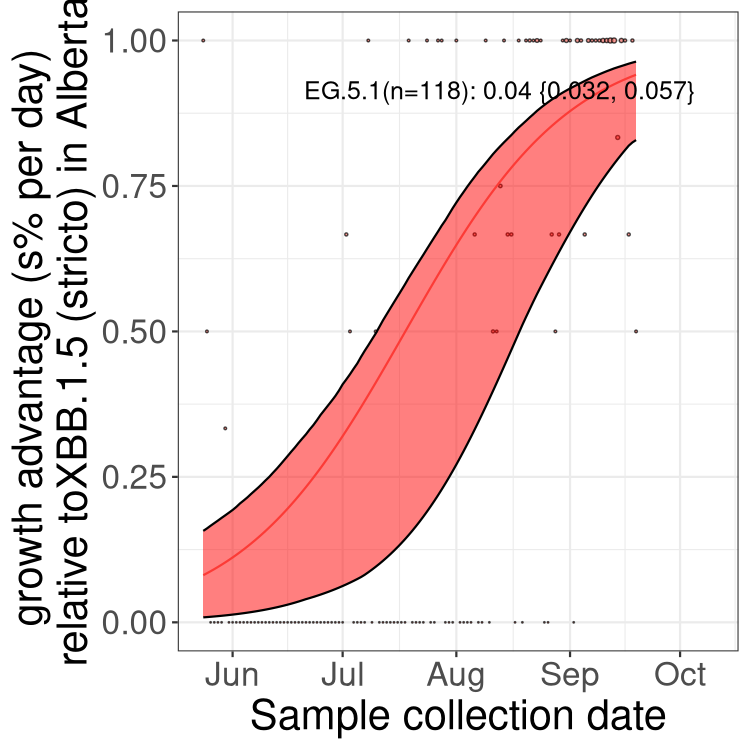 growth advantage (s% per day)
relative toXBB.1.5 (stricto) in Alberta
1.00
0.75
0.50
0.25
0.00
EG.5.1(n=118): 0.04 {0.032, 0.057}
Jun Jul Aug Sep Oct
Sample collection date